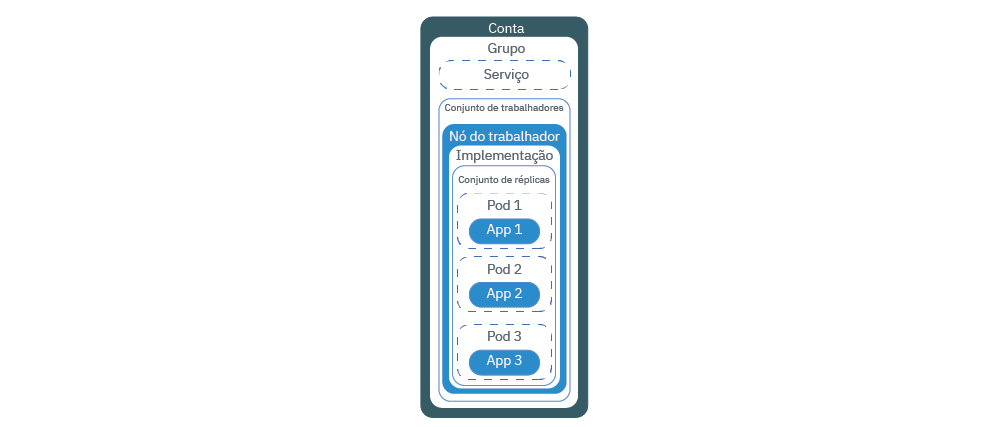 Conta
Grupo
Serviço
Conjunto de trabalhadores
Nó do trabalhador
Implementação
Conjunto de réplicas
Pod 1
App 1
Pod 2
App 2
Pod 3
App 3